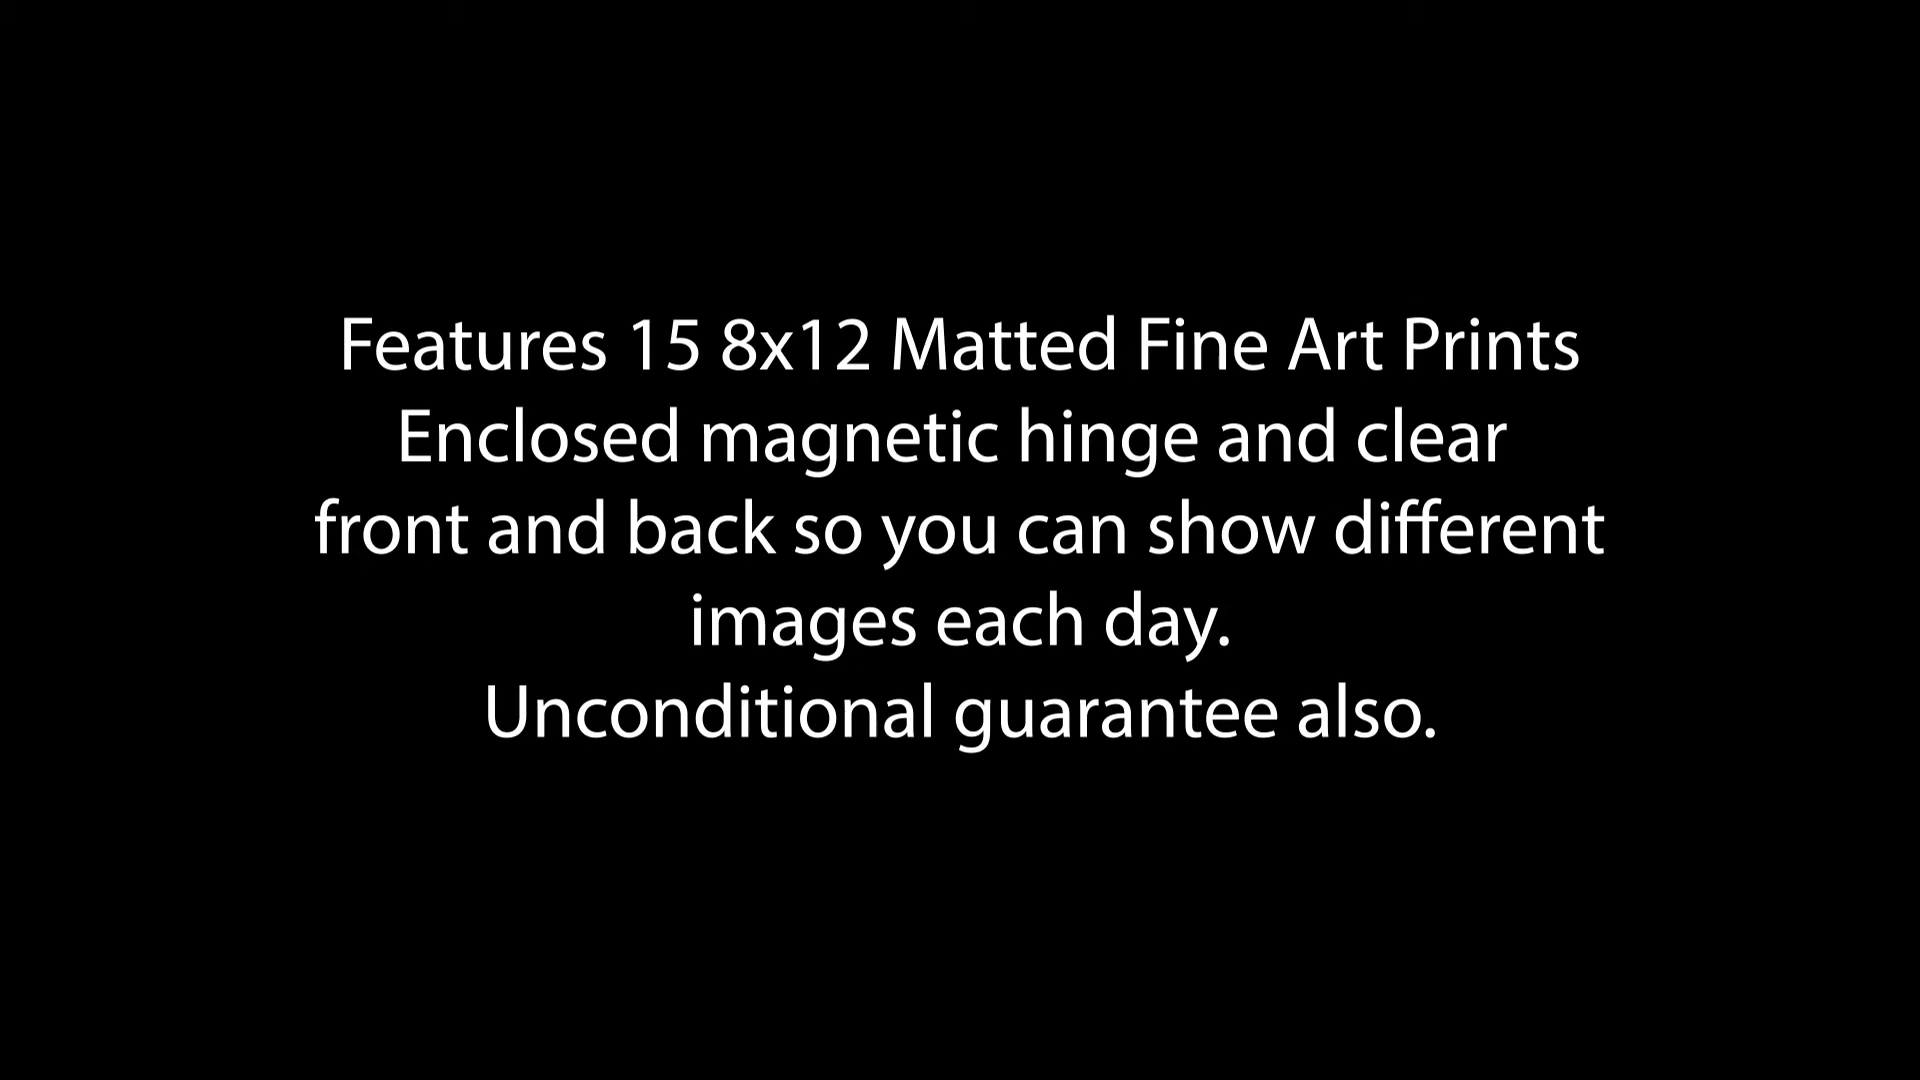 Features 15 8x12 Matted Fine Art Prints
Enclosed magnetic hinge and clear
front and back so you can show different
images each day.
Unconditional guarantee also.